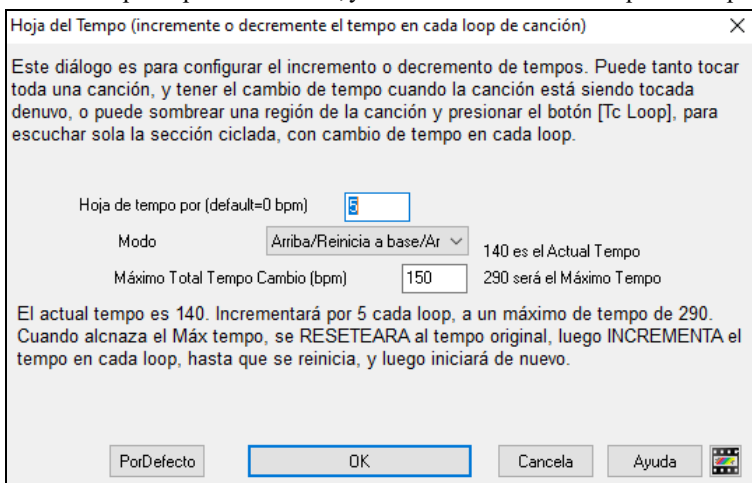 Hoja del Tempo (incremente o decremente el tempo en cada loop de canción)
Este diálogo es para configurar el incremento o decremento de tempos. Puede tanto tocar
toda una canción, y tener el cambio de tempo cuando la canción está siendo tocada
denuvo, o puede sombrear una región de la canción y presionar el botón [Tc Loop], para
escuchar sola la sección ciclada, con cambio de tempo en cada loop.
Hoja de tempo por (default=0 bpm) 5
Modo Arriba/Reinicia a base/Ar 140 es el Actual Tempo
Máximo Total Tempo Cambio (bpm) 150 290 será el Máximo Tempo
El actual tempo es 140. Incrementará por 5 cada loop, a un máximo de tempo de 290.
Cuando alcnaza el Máx tempo, se RESETEARA al tempo original, luego INCREMENTA el
tempo en cada loop, hasta que se reinicia, y luego iniciará de nuevo.
PorDefecto OK Cancela Ayuda